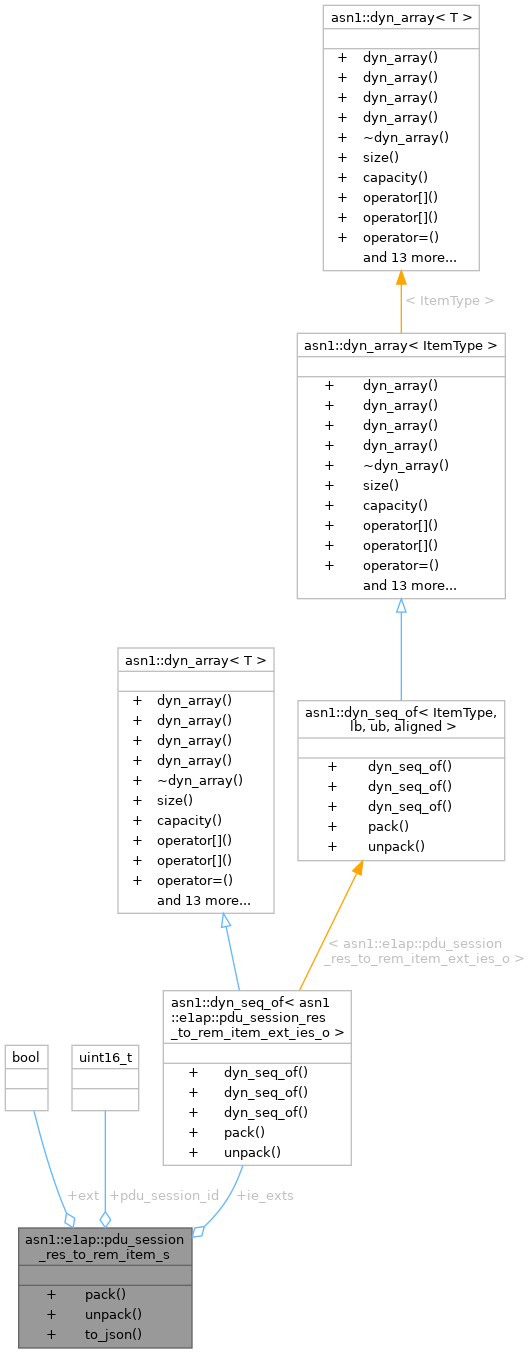 asn1::dyn_array< T >
+ dyn_array()
+ dyn_array()
+ dyn_array()
+ dyn_array()
+ ~dyn_array()
+ size()
+ capacity()
+ operator[]()
+ operator[]()
+ operator=()
and 13 more...
< ItemType >
asn1::dyn_array< ItemType >
+ dyn_array()
+ dyn_array()
+ dyn_array()
+ dyn_array()
+ ~dyn_array()
+ size()
+ capacity()
+ operator[]()
+ operator[]()
+ operator=()
and 13 more...
asn1::dyn_array< T >
+ dyn_array()
+ dyn_array()
+ dyn_array()
+ dyn_array()
+ ~dyn_array()
+ size()
+ capacity()
+ operator[]()
+ operator[]()
+ operator=()
and 13 more...
asn1::dyn_seq_of< ItemType,
lb, ub, aligned >
+ dyn_seq_of()
+ dyn_seq_of()
+ dyn_seq_of()
+ pack()
+ unpack()
< asn1::e1ap::pdu_session
_res_to_rem_item_ext_ies_o >
asn1::dyn_seq_of< asn1
::e1ap::pdu_session_res
_to_rem_item_ext_ies_o >
+ dyn_seq_of()
+ dyn_seq_of()
+ dyn_seq_of()
+ pack()
+ unpack()
bool
uint16_t
+ext
+pdu_session_id
+ie_exts
asn1::e1ap::pdu_session
_res_to_rem_item_s
+ pack()
+ unpack()
+ to_json()